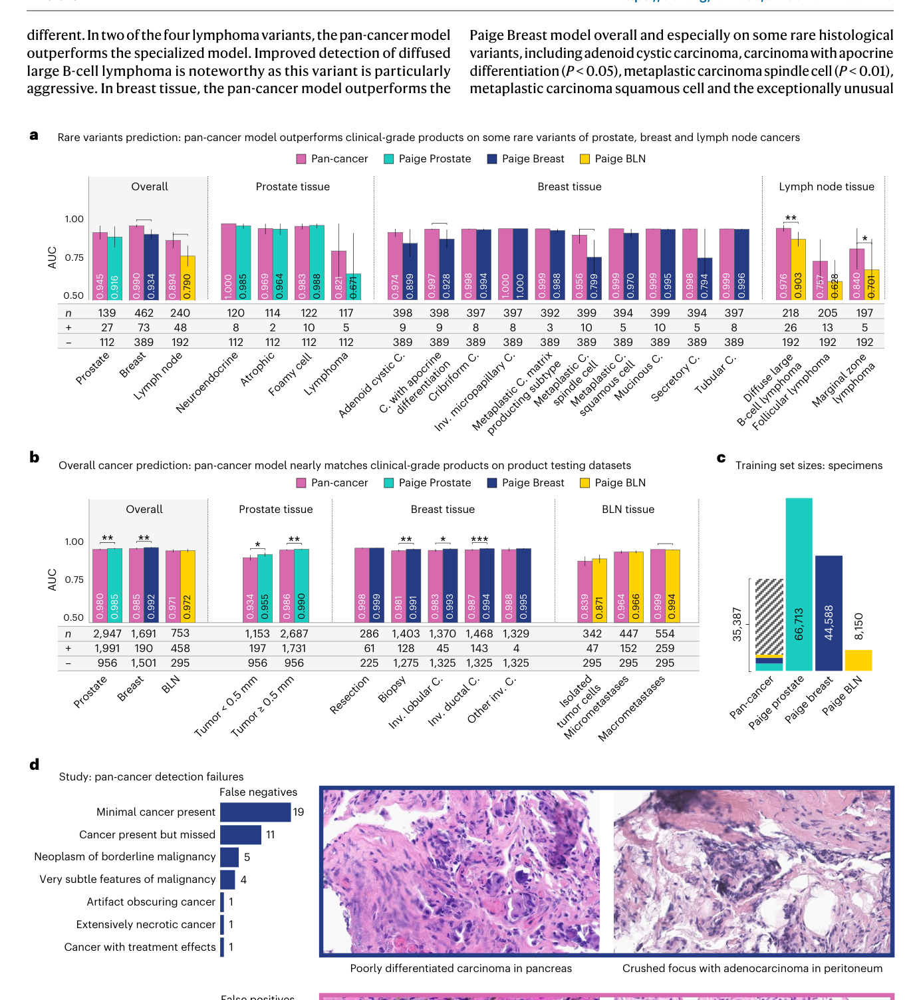 different. In two of the four lymphoma variants, the pan-cancer model
outperforms the specialized model. Improved detection of diffused
large B-cell lymphoma is noteworthy as this variant is particularly
aggressive. In breast tissue, the pan-cancer model outperforms the
Paige Breast model overall and especially on some rare histological
variants, including adenoid cystic carcinoma, carcinoma with apocrine
differentiation (P < 0.05), metaplastic carcinoma spindle cell (P < 0.01),
metaplastic carcinoma squamous cell and the exceptionally unusual
a
Rare variants prediction: pan-cancer model outperforms clinical-grade products on some rare variants of prostate, breast and lymph node cancers
Pan-cancer Paige Prostate Paige Breast Paige BLN
Overall Prostate tissue Breast tissue Lymph node tissue
** *
AUC
1.00
0.75
0.50
0.945 0.916 0.990 0.934 0.894 0.790 1.000 0.985 0.969 0.964 0.983 0.988 0.821 0.671 0.974 0.899 0.997 0.928 0.998 0.994 1.000 1.000 0.999 0.988 0.956 0.799 0.999 0.970 0.999 0.995 0.998 0.794 0.999 0.996 0.976 0.903 0.757 0.628 0.840 0.701
n 139 462 240 120 114 122 117 398 398 397 397 392 399 394 399 394 397 218 205 197
+ 27 73 48 8 2 10 5 9 9 8 8 3 10 5 10 5 8 26 13 5
– 112 389 192 112 112 112 112 389 389 389 389 389 389 389 389 389 389 192 192 192
Prostate
Breast
Lymph node
Neuroendocrine
Atrophic
Foamy cell
Lymphoma
Adenoid cystic C.
C. with apocrine
differentiation
Cribriform C.
Inv. micropapillary C.
Metaplastic C. matrix
producing subtype
Metaplastic C.
spindle cell
Metaplastic C.
squamous cell
Mucinous C.
Secretory C.
Tubular C.
Diffuse large
B-cell lymphoma
Follicular lymphoma
Marginal zone
lymphoma
b
Overall cancer prediction: pan-cancer model nearly matches clinical-grade products on product testing datasets
Pan-cancer Paige Prostate Paige Breast Paige BLN
Overall Prostate tissue Breast tissue BLN tissue
** ** * ** ** * ***
AUC
1.00
0.75
0.50
0.980 0.985 0.985 0.992 0.971 0.972 0.934 0.955 0.986 0.990 0.998 0.999 0.981 0.991 0.983 0.993 0.987 0.994 0.988 0.995 0.839 0.871 0.964 0.966 0.999 0.994
n 2,947 1,691 753 1,153 2,687 286 1,403 1,370 1,468 1,329 342 447 554
+ 1,991 190 458 197 1,731 61 128 45 143 4 47 152 259
– 956 1,501 295 956 956 225 1,275 1,325 1,325 1,325 295 295 295
Prostate
Breast
BLN
Tumor < 0.5 mm
Tumor ≥ 0.5 mm
Resection
Biopsy
Inv. lobular C.
Inv. ductal C.
Other inv. C.
Isolated
tumor cells
Micrometastases
Macrometastases
c
Training set sizes: specimens
35,387
66,713
44,588
8,150
Pan-cancer
Paige prostate
Paige breast
Paige BLN
d
Study: pan-cancer detection failures
False negatives
Minimal cancer present 19
Cancer present but missed 11
Neoplasm of borderline malignancy 5
Very subtle features of malignancy 4
Artifact obscuring cancer 1
Extensively necrotic cancer 1
Cancer with treatment effects 1
Poorly differentiated carcinoma in pancreas
Crushed focus with adenocarcinoma in peritoneum
False positives